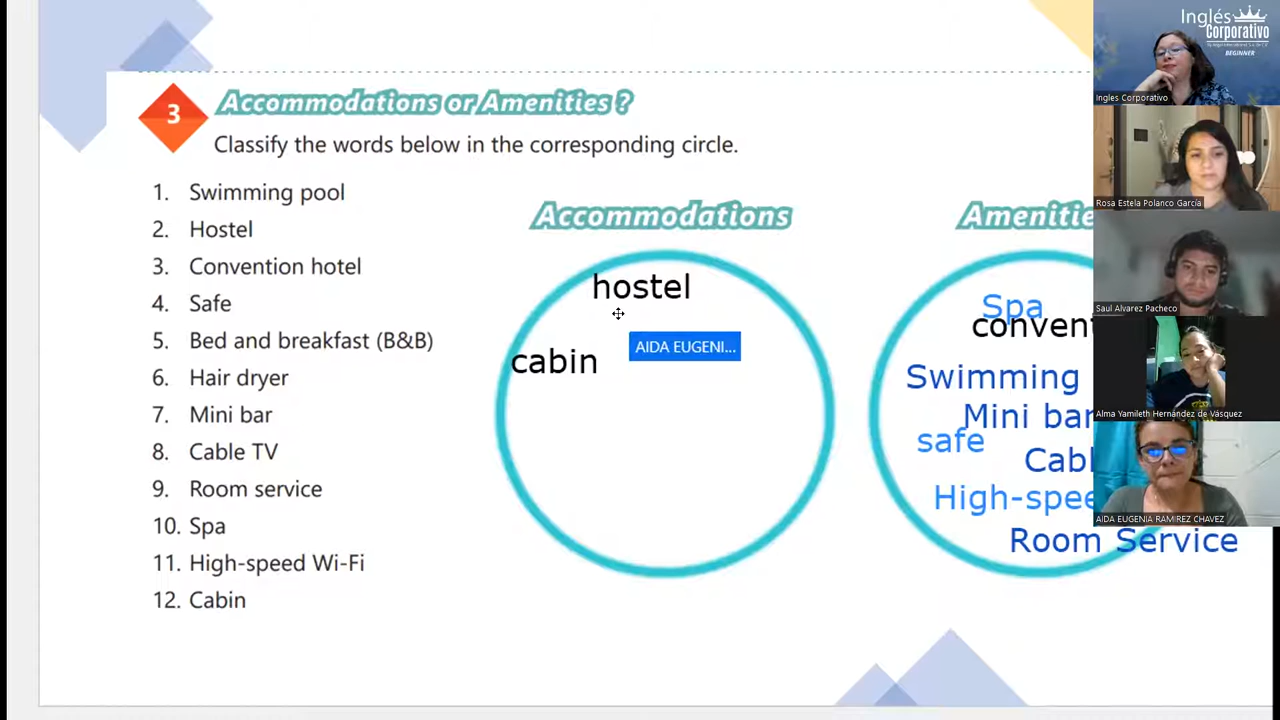 3
Accommodations or Amenities ?
Classify the words below in the corresponding circle.
1. Swimming pool
2. Hostel
3. Convention hotel
4. Safe
5. Bed and breakfast (B&B)
6. Hair dryer
7. Mini bar
8. Cable TV
9. Room service
10. Spa
11. High-speed Wi-Fi
12. Cabin
Accommodations
hostel
cabin
AIDA EUGENI...
Amenitie
Spa
convent
Swimming
Mini bar
safe
Cabl
High-spee
Room Service
Inglés
Corporativo
BEGINNER
Ingles Corporativo
Rosa Estela Polanco García
Saul Alvarez Pacheco
Alma Yamileth Hernández de Vásquez
AIDA EUGENIA RAMIREZ CHAVEZ